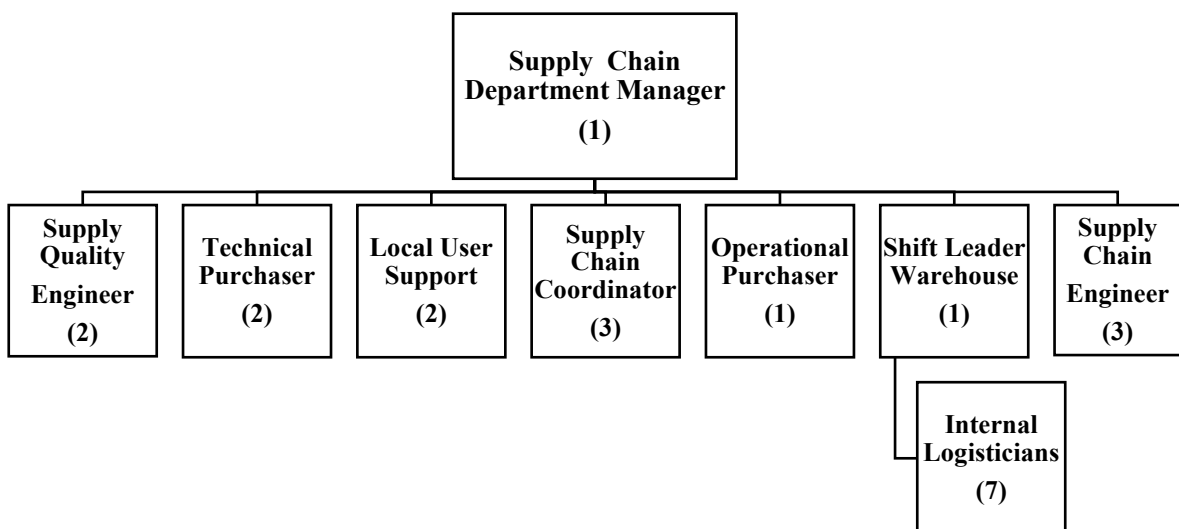 Supply Chain
Department Manager
(1)
Supply
Quality
Engineer
(2)
Technical
Purchaser
(2)
Local User
Support
(2)
Supply
Chain
Coordinator
(3)
Operational
Purchaser
(1)
Shift Leader
Warehouse
(1)
Supply
Chain
Engineer
(3)
Internal
Logisticians
(7)